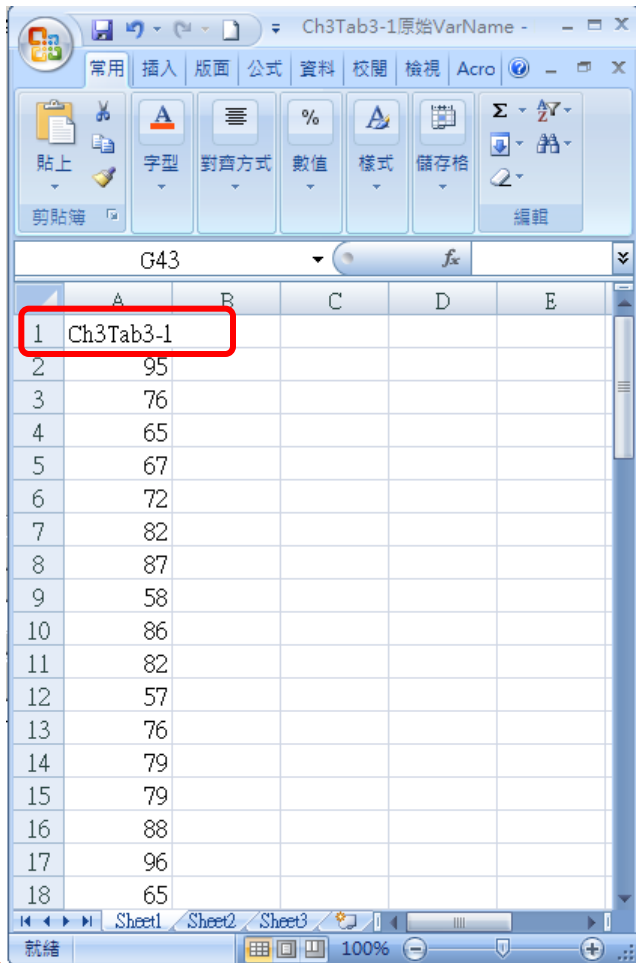 Ch3Tab3-1原始VarName -
常用 插入 版面 公式 資料 校閱 檢視 Acro
貼上 字型 對齊方式 % 數值 樣式 儲存格 Σ
剪貼簿 編輯
G43 fx
A B C D E
1 Ch3Tab3-1
2 95
3 76
4 65
5 67
6 72
7 82
8 87
9 58
10 86
11 82
12 57
13 76
14 79
15 79
16 88
17 96
18 65
Sheet1 Sheet2 Sheet3
就緒 100%